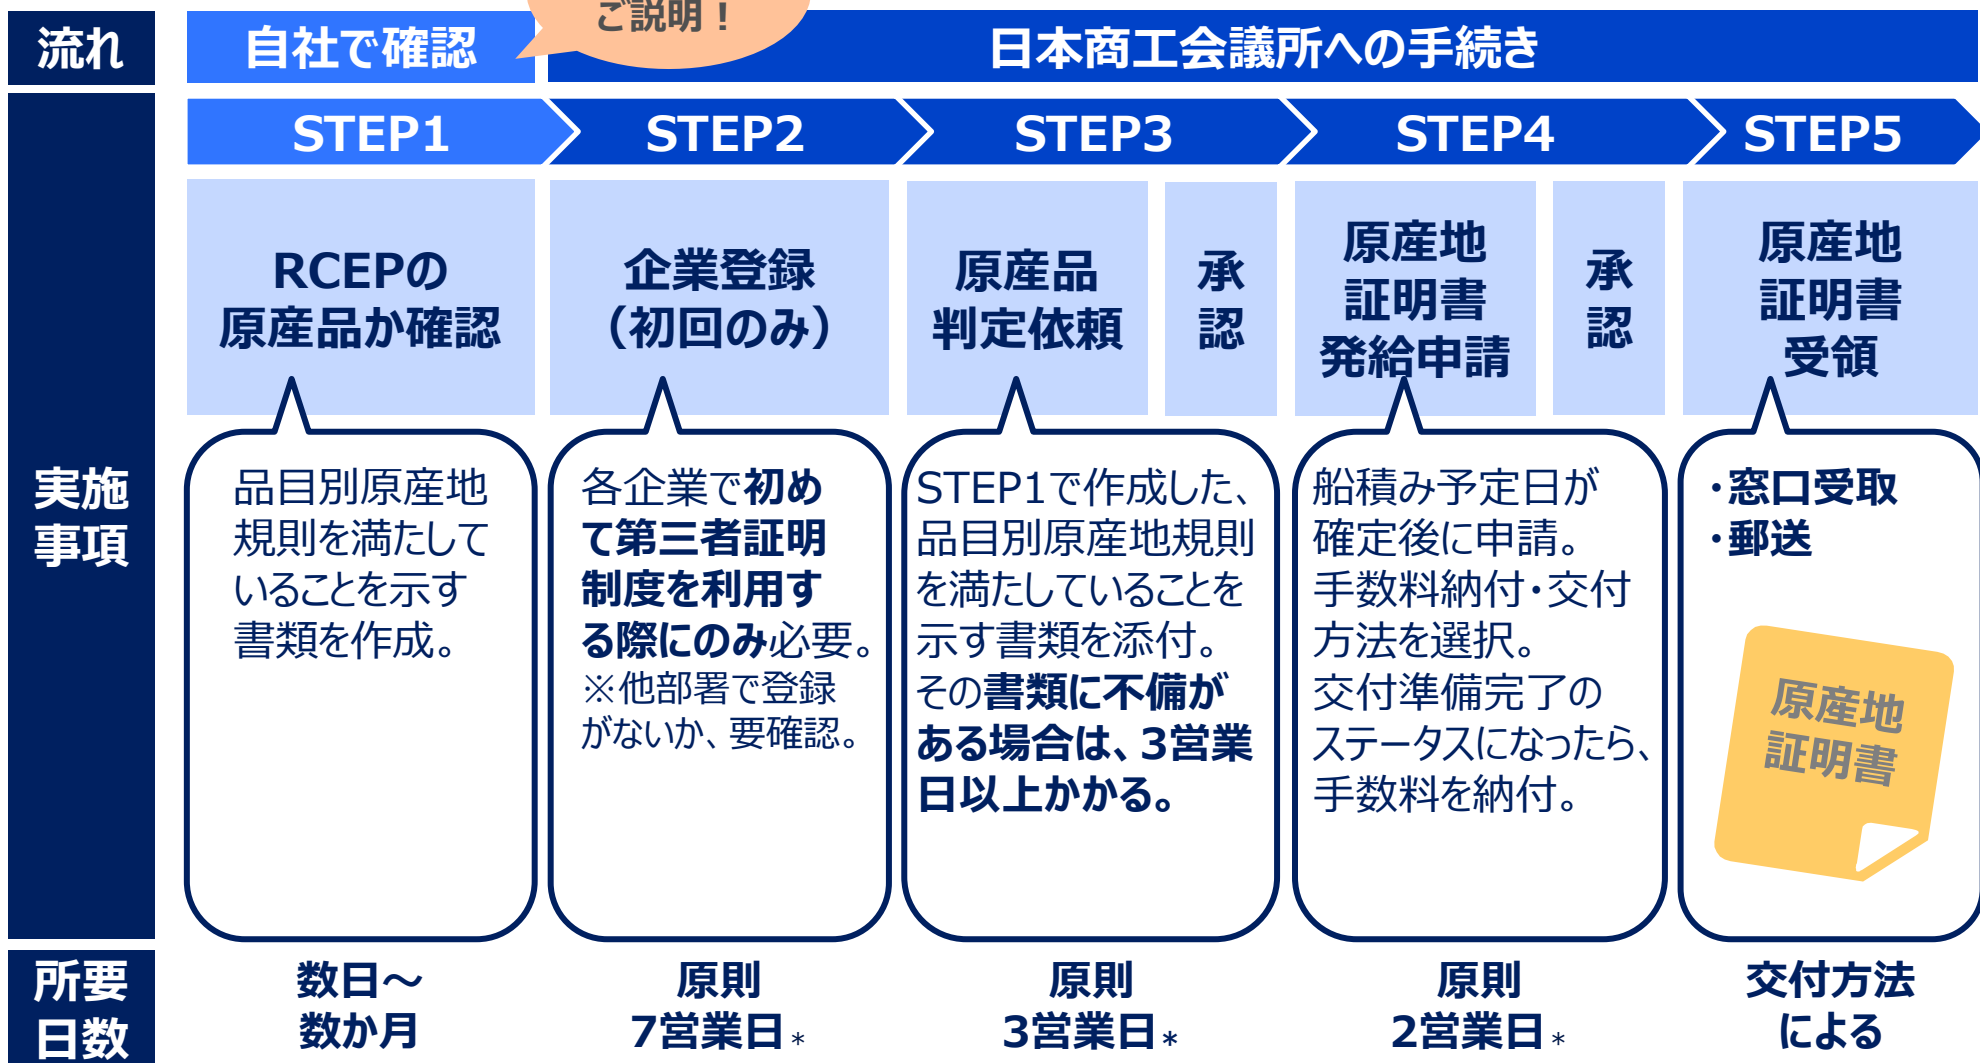 ご説明！
流れ
自社で確認
日本商工会議所への手続き
実施
事項
STEP1
STEP2
STEP3
STEP4
STEP5
RCEPの
原産品か確認
企業登録
（初回のみ）
原産品
判定依頼
承
認
原産地
証明書
発給申請
承
認
原産地
証明書
受領
品目別原産地
規則を満たして
いることを示す
書類を作成。
各企業で初め
て第三者証明
制度を利用す
る際にのみ必要。
※他部署で登録
がないか、要確認。
STEP1で作成した、
品目別原産地規則
を満たしていることを
示す書類を添付。
その書類に不備が
ある場合は、3営業
日以上かかる。
船積み予定日が
確定後に申請。
手数料納付・交付
方法を選択。
交付準備完了の
ステータスになったら、
手数料を納付。
・窓口受取
・郵送
原産地
証明書
所要
日数
数日～
数か月
原則
7営業日*
原則
3営業日*
原則
2営業日*
交付方法
による